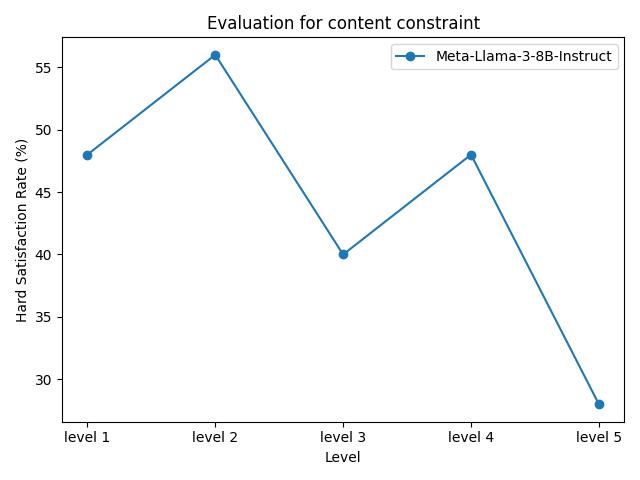 Evaluation for content constraint
Meta-Llama-3-8B-Instruct
Hard Satisfaction Rate (%)
55
50
45
40
35
30
level 1 level 2 level 3 level 4 level 5
Level